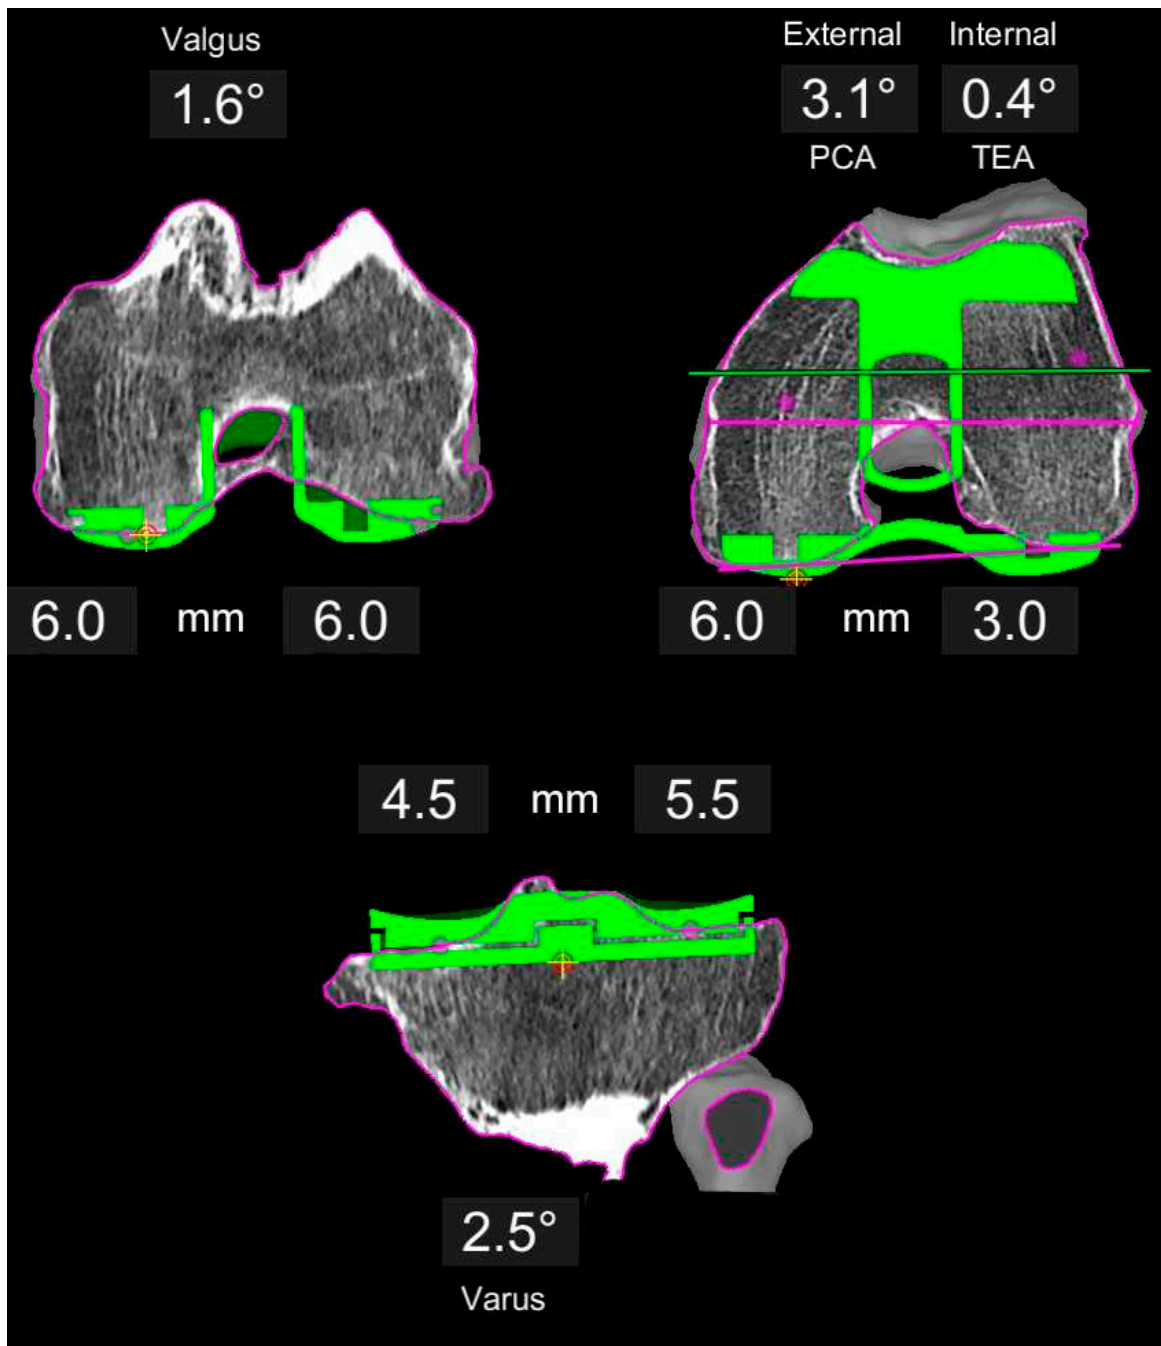 Valgus
1.6°
External Internal
3.1° 0.4°
PCA TEA
6.0 mm 6.0
6.0 mm 3.0
4.5 mm 5.5
2.5°
Varus